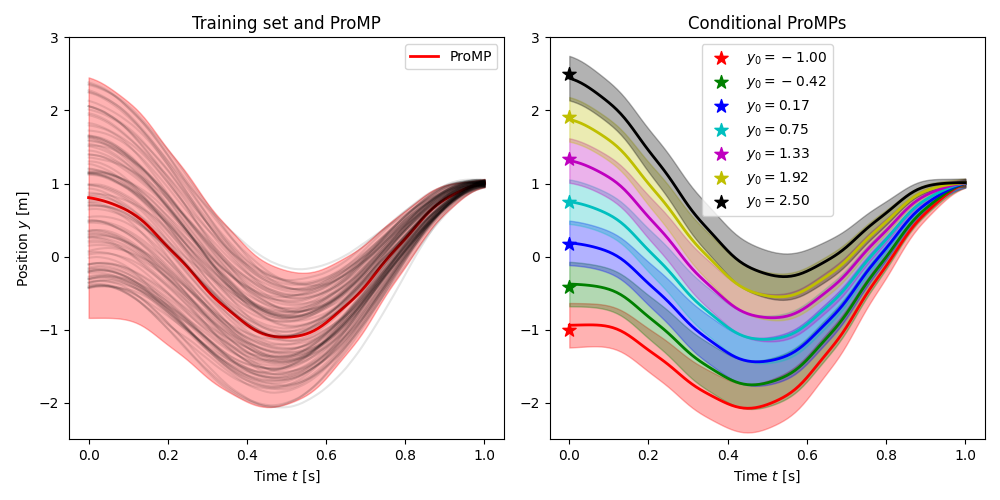 Training set and ProMP
ProMP
Position y [m]
3
2
1
0
−1
−2
0.0 0.2 0.4 0.6 0.8 1.0
Time t [s]
Conditional ProMPs
y₀ = −1.00
y₀ = −0.42
y₀ = 0.17
y₀ = 0.75
y₀ = 1.33
y₀ = 1.92
y₀ = 2.50
3
2
1
0
−1
−2
0.0 0.2 0.4 0.6 0.8 1.0
Time t [s]